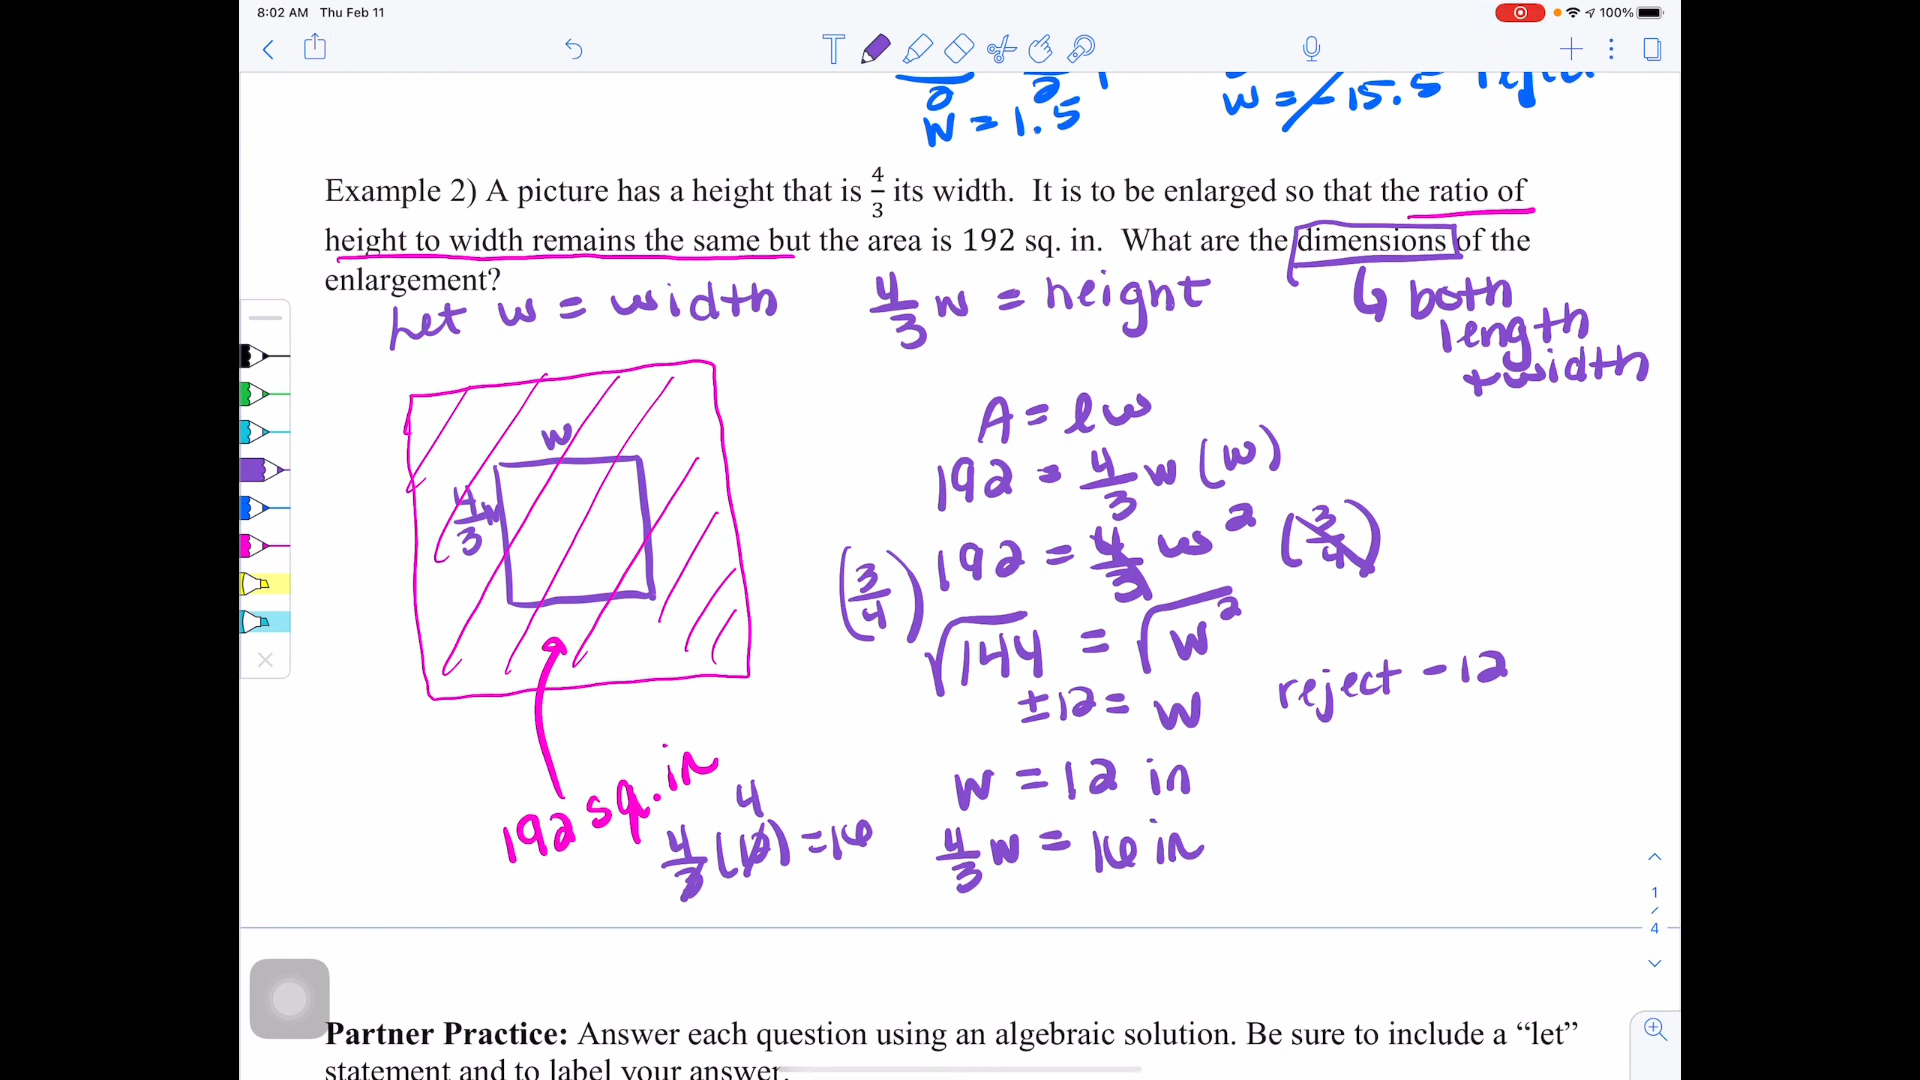 8:02 AM Thu Feb 11
100%
T
2
w = 1.5
w = -15.5
Example 2) A picture has a height that is 4/3 its width. It is to be enlarged so that the ratio of
height to width remains the same but the area is 192 sq. in. What are the dimensions of the
enlargement?
Let w = width
4/3 w = height
↳ both
length
+ width
w
4/3 w
192 sq. in
A = lw
192 = 4/3 w (w)
(3/4) 192 = 4/3 w² (3/4)
√144 = √w²
±12 = w
reject -12
w = 12 in
4
4/3 (12) = 16
4/3 w = 16 in
1
/
4
Partner Practice: Answer each question using an algebraic solution. Be sure to include a “let”
statement and to label your answer.